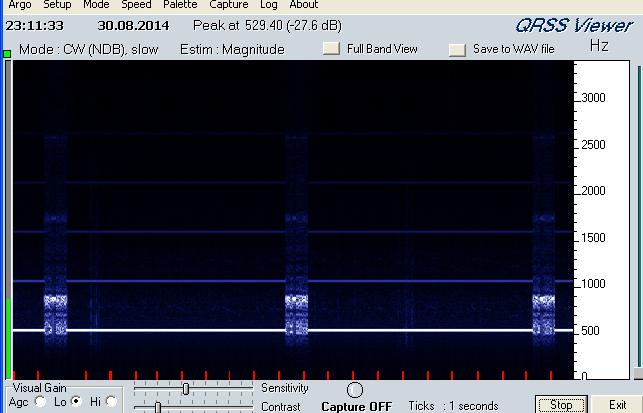 Argo Setup Mode Speed Palette Capture Log About
23:11:33 30.08.2014 Peak at 529.40 (-27.6 dB) QRSS Viewer
Mode : CW (NDB), slow Estim : Magnitude Full Band View Save to WAV file Hz
3000
2500
2000
1500
1000
500
0
Visual Gain
Agc Lo Hi
Sensitivity
Contrast
Capture OFF Ticks : 1 seconds Stop Exit